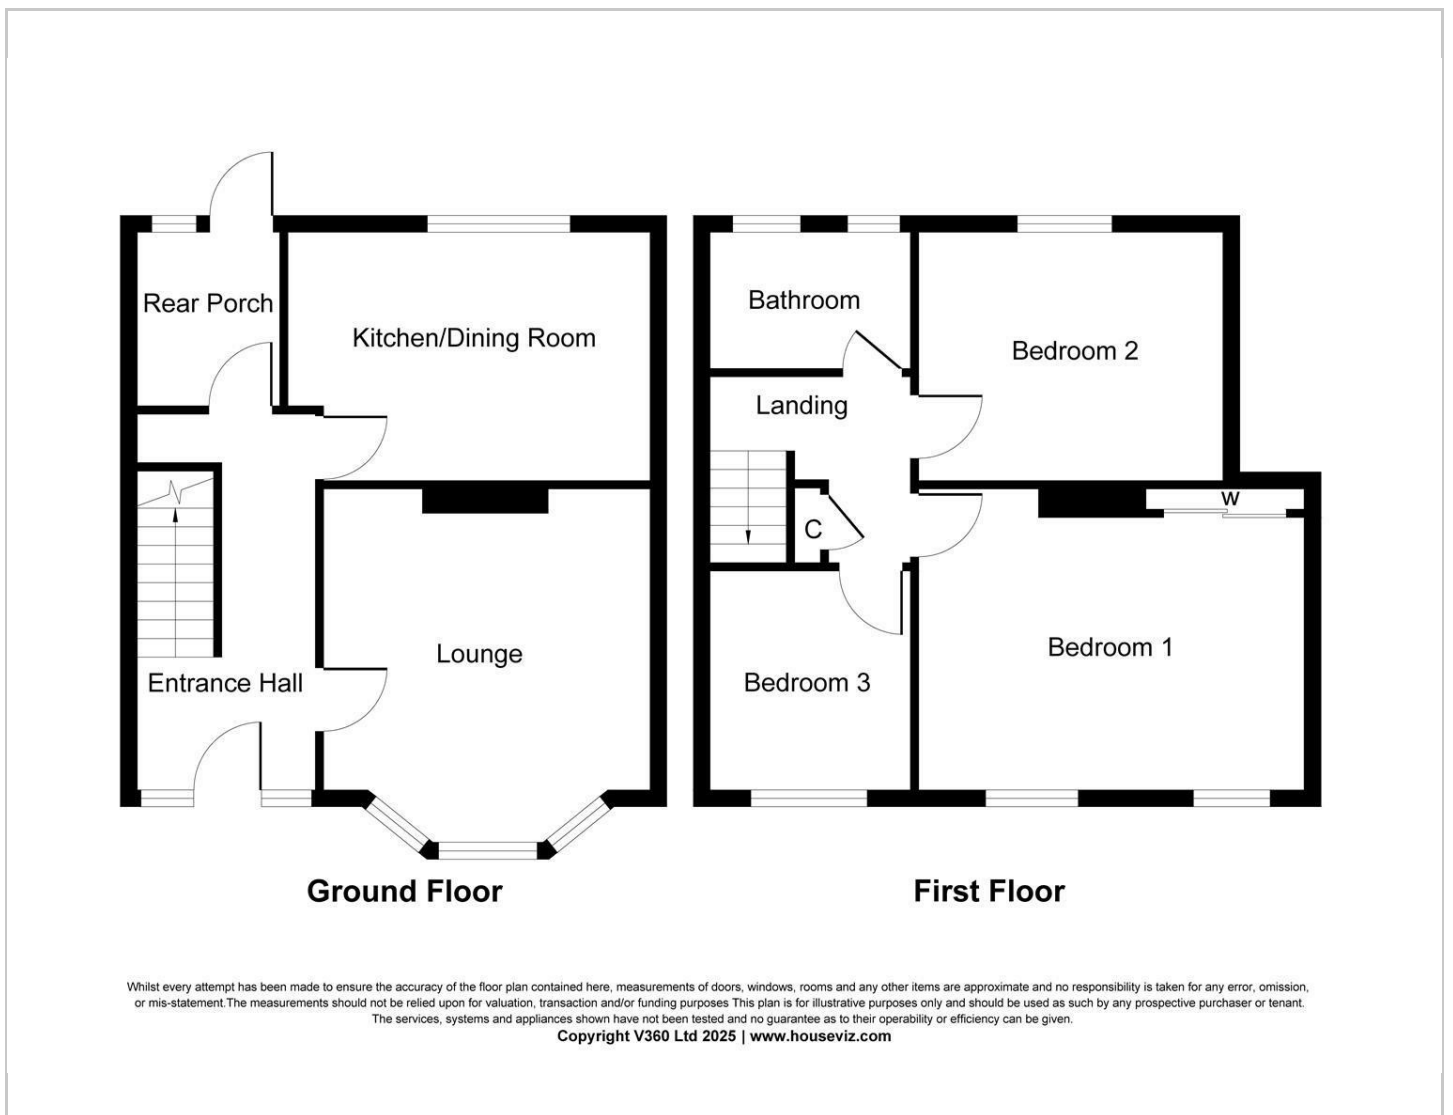 Rear Porch
Kitchen/Dining Room
Lounge
Entrance Hall
Ground Floor
Bathroom
Bedroom 2
Landing
W
C
Bedroom 1
Bedroom 3
First Floor
Whilst every attempt has been made to ensure the accuracy of the floor plan contained here, measurements of doors, windows, rooms and any other items are approximate and no responsibility is taken for any error, omission,
or mis-statement.The measurements should not be relied upon for valuation, transaction and/or funding purposes This plan is for illustrative purposes only and should be used as such by any prospective purchaser or tenant.
The services, systems and appliances shown have not been tested and no guarantee as to their operability or efficiency can be given.
Copyright V360 Ltd 2025 | www.houseviz.com